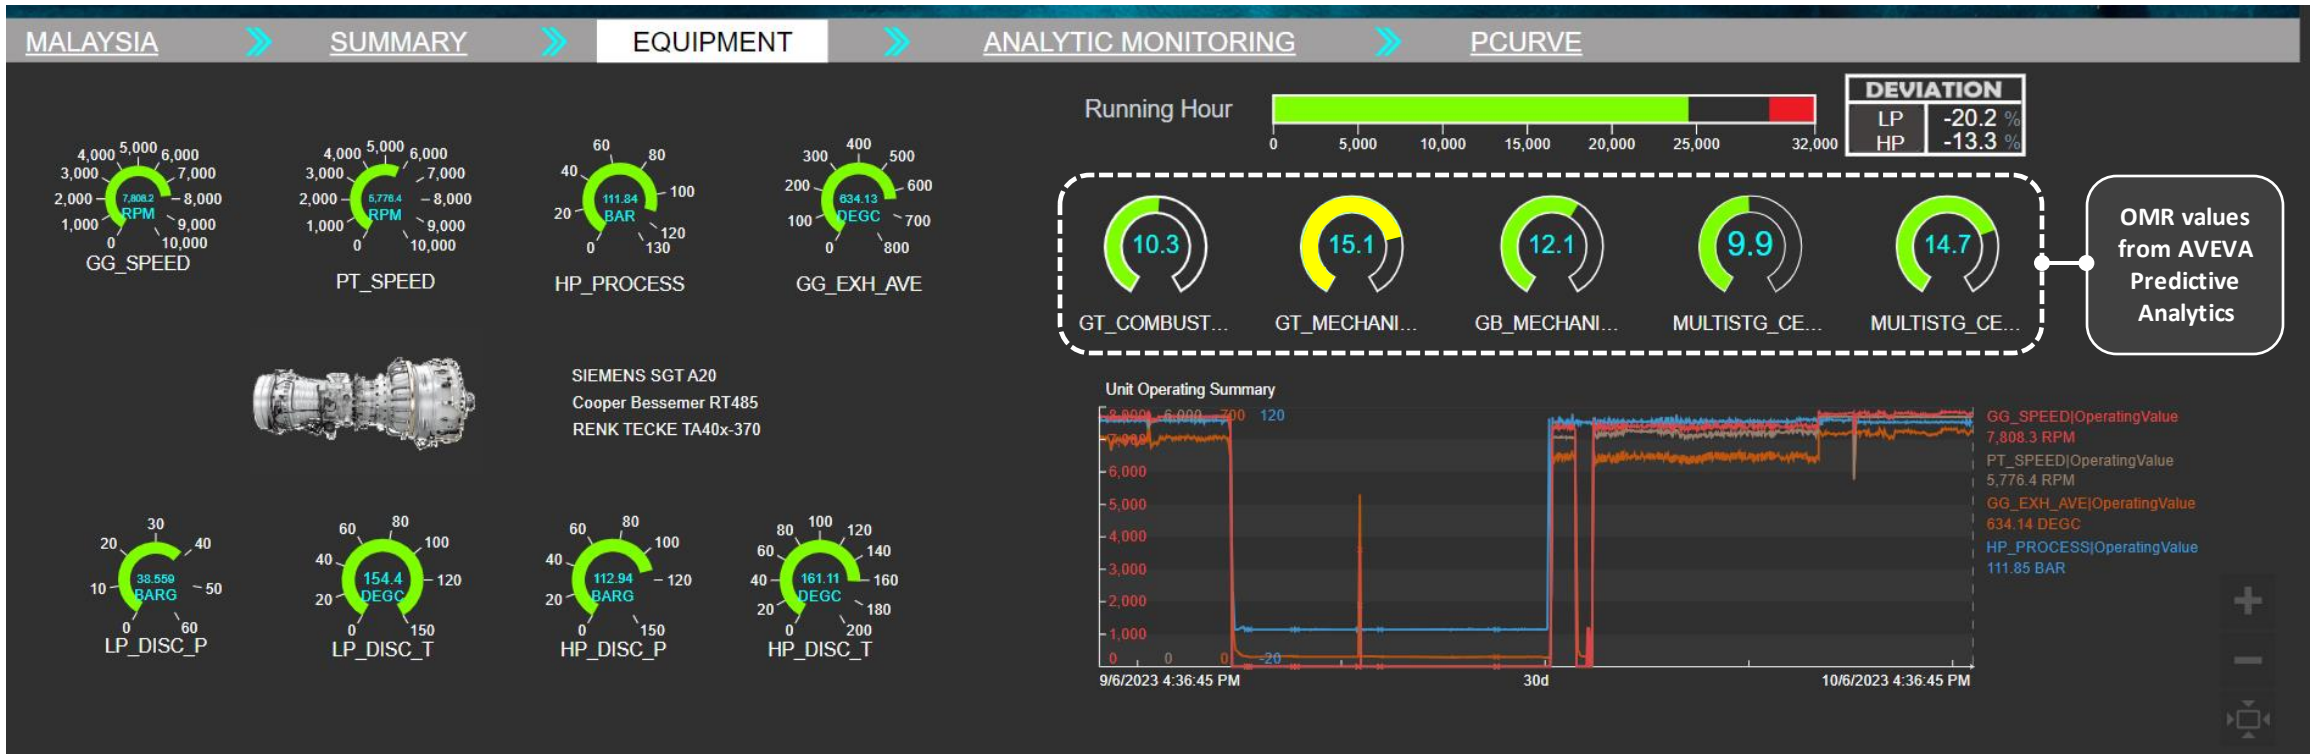 MALAYSIA
SUMMARY
EQUIPMENT
ANALYTIC MONITORING
PCURVE
4,000 5,000 6,000
3,000 7,000
2,000 8,000
1,000 9,000
0 10,000
7,808.2
RPM
GG_SPEED
4,000 5,000 6,000
3,000 7,000
2,000 8,000
1,000 9,000
0 10,000
5,776.4
RPM
PT_SPEED
60 80
40 100
20 120
0 130
111.84
BAR
HP_PROCESS
300 400 500
200 600
100 700
0 800
634.13
DEGC
GG_EXH_AVE
Running Hour
0 5,000 10,000 15,000 20,000 25,000 32,000
DEVIATION
LP -20.2 %
HP -13.3 %
10.3
GT_COMBUST...
15.1
GT_MECHANI...
12.1
GB_MECHANI...
9.9
MULTISTG_CE...
14.7
MULTISTG_CE...
OMR values
from AVEVA
Predictive
Analytics
SIEMENS SGT A20
Cooper Bessemer RT485
RENK TECKE TA40x-370
20 30 40
10 50
0 60
38.559
BARG
LP_DISC_P
60 80
40 100
20 120
0 150
154.4
DEGC
LP_DISC_T
60 80
40 100
20 120
0 150
112.94
BARG
HP_DISC_P
80 100 120
60 140
40 160
20 180
0 200
161.11
DEGC
HP_DISC_T
Unit Operating Summary
6,000 700 120
6,000
5,000
4,000
3,000
2,000
1,000
0 0 0 -20
9/6/2023 4:36:45 PM 30d 10/6/2023 4:36:45 PM
GG_SPEED|OperatingValue
7,808.3 RPM
PT_SPEED|OperatingValue
5,776.4 RPM
GG_EXH_AVE|OperatingValue
634.14 DEGC
HP_PROCESS|OperatingValue
111.85 BAR